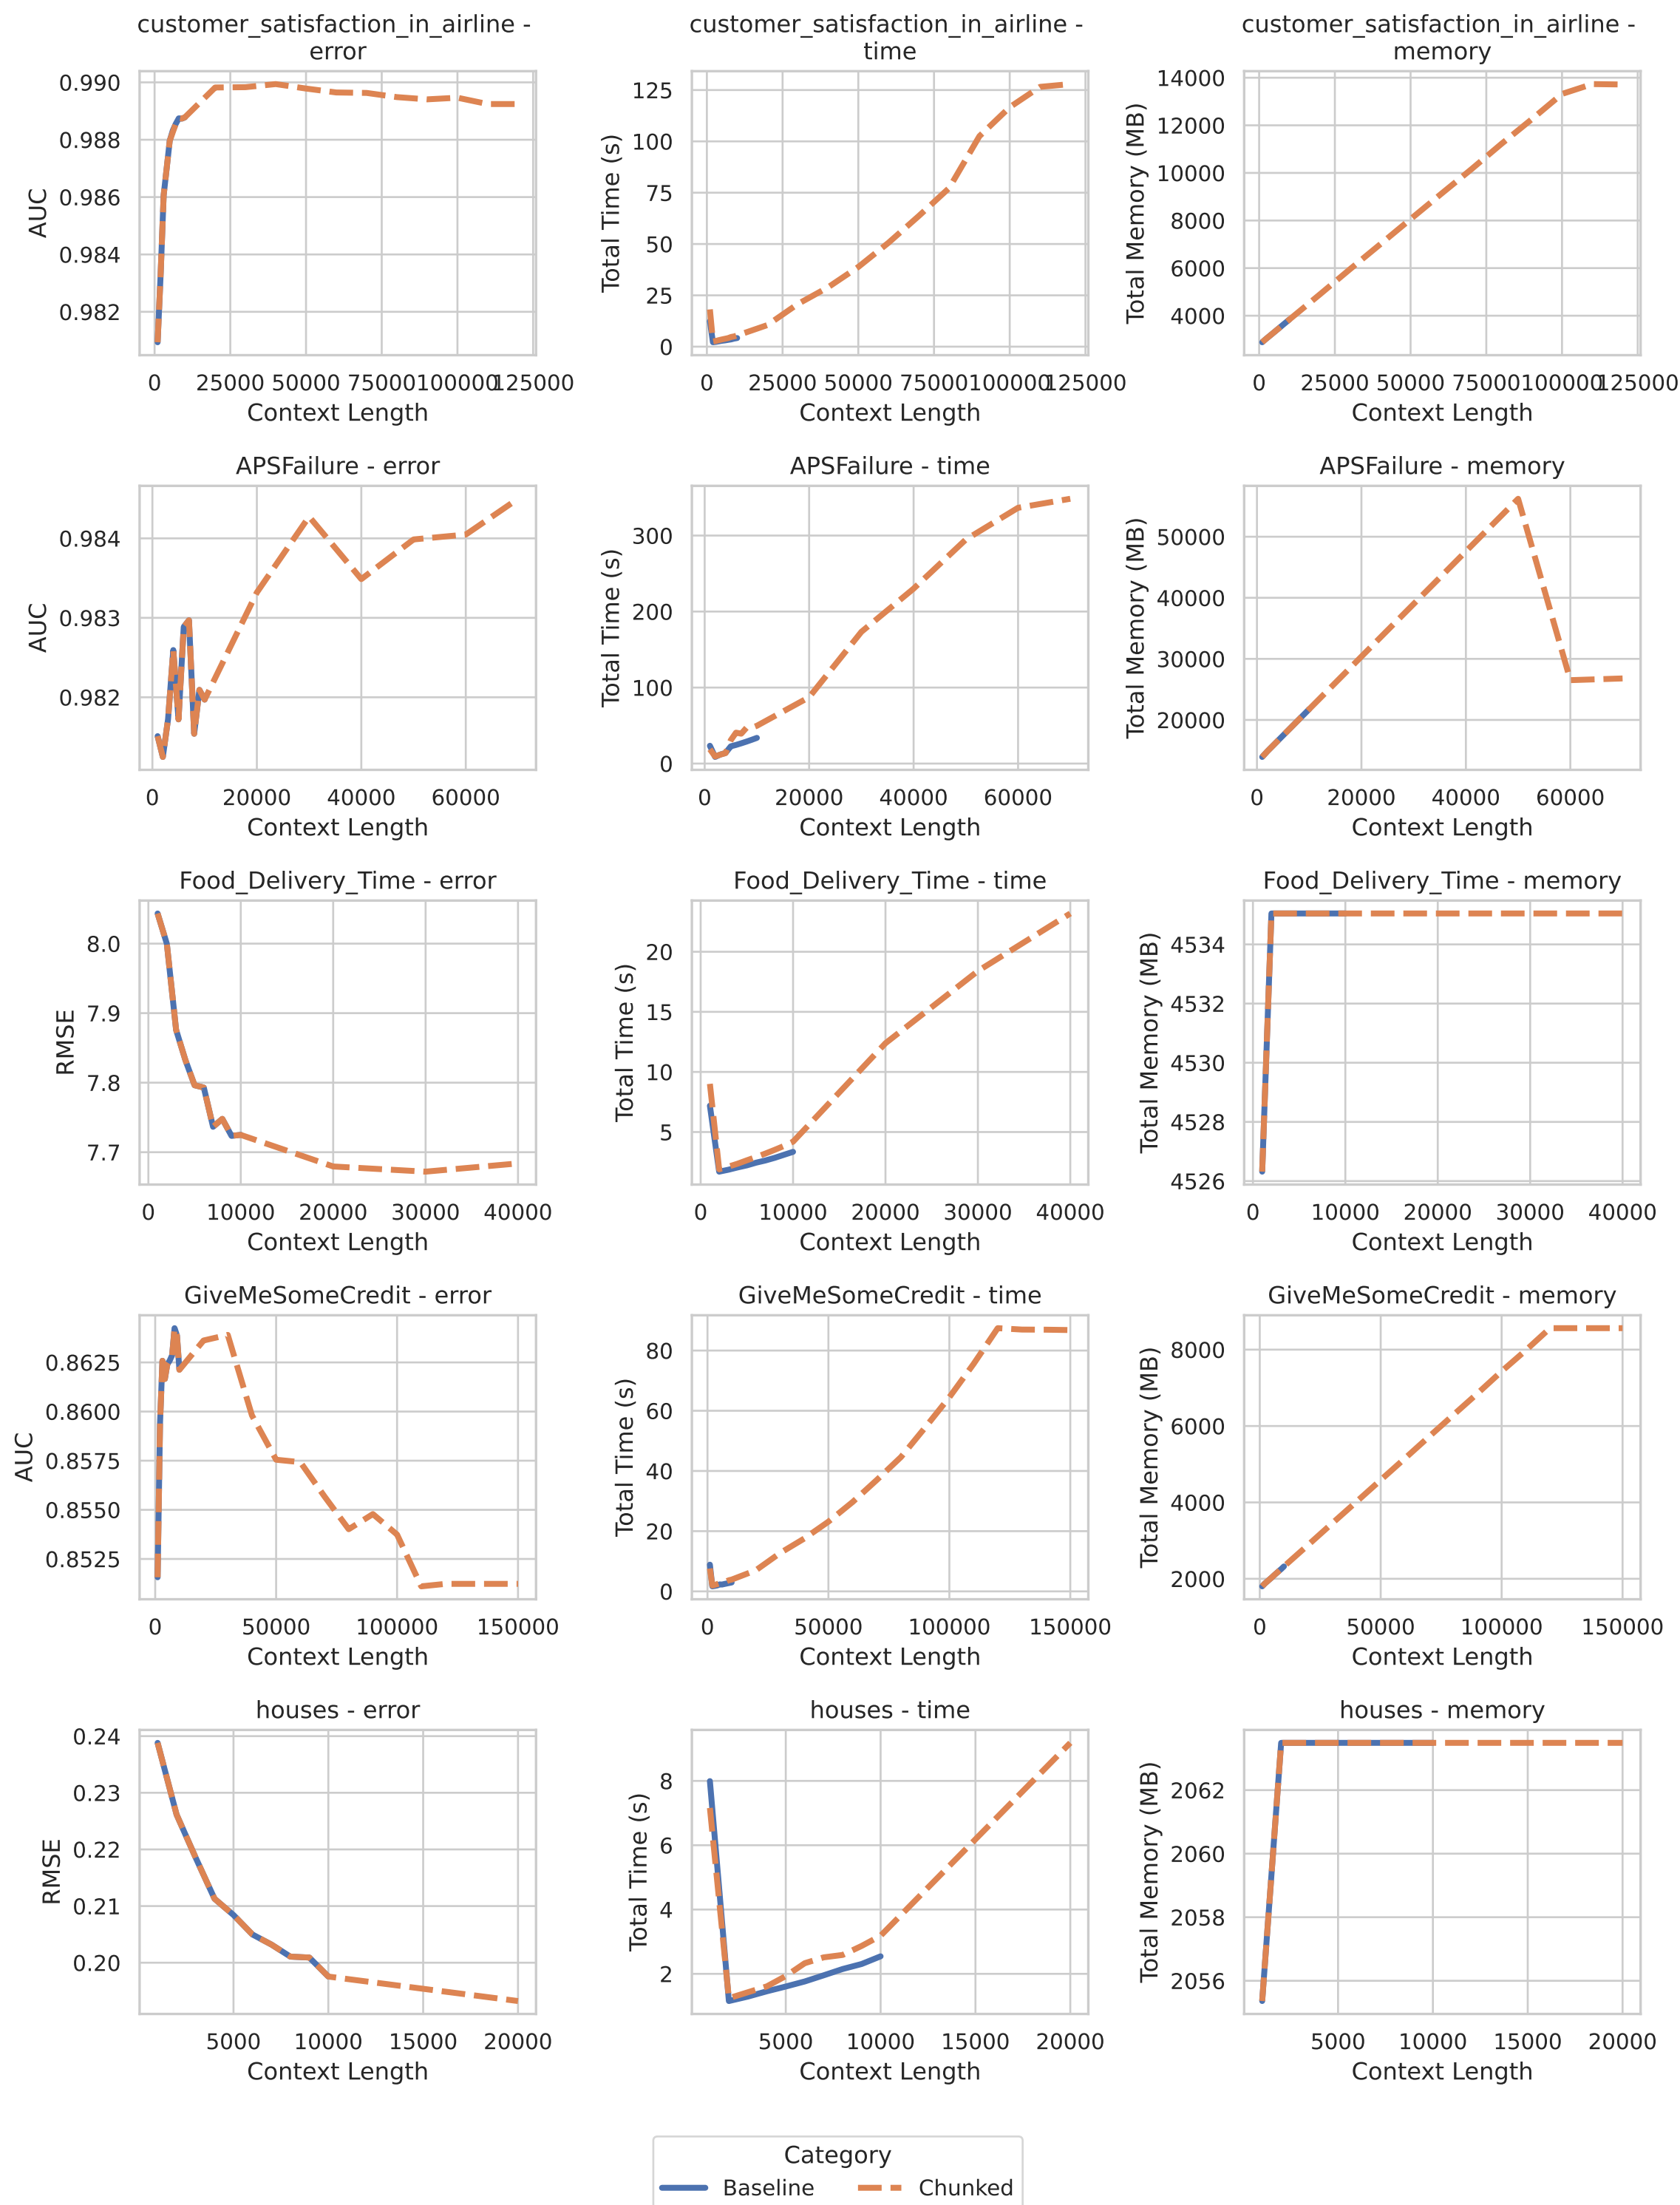 customer_satisfaction_in_airline -
error
0.990
0.988
0.986
0.984
0.982
AUC
0 25000 50000 75000 100000 125000
Context Length
customer_satisfaction_in_airline -
time
125
100
75
50
25
0
Total Time (s)
0 25000 50000 75000 100000 125000
Context Length
customer_satisfaction_in_airline -
memory
14000
12000
10000
8000
6000
4000
Total Memory (MB)
0 25000 50000 75000 100000 125000
Context Length
APSFailure - error
0.984
0.983
0.982
AUC
0 20000 40000 60000
Context Length
APSFailure - time
300
200
100
0
Total Time (s)
0 20000 40000 60000
Context Length
APSFailure - memory
50000
40000
30000
20000
Total Memory (MB)
0 20000 40000 60000
Context Length
Food_Delivery_Time - error
8.0
7.9
7.8
7.7
RMSE
0 10000 20000 30000 40000
Context Length
Food_Delivery_Time - time
20
15
10
5
Total Time (s)
0 10000 20000 30000 40000
Context Length
Food_Delivery_Time - memory
4534
4532
4530
4528
4526
Total Memory (MB)
0 10000 20000 30000 40000
Context Length
GiveMeSomeCredit - error
0.8625
0.8600
0.8575
0.8550
0.8525
AUC
0 50000 100000 150000
Context Length
GiveMeSomeCredit - time
80
60
40
20
0
Total Time (s)
0 50000 100000 150000
Context Length
GiveMeSomeCredit - memory
8000
6000
4000
2000
Total Memory (MB)
0 50000 100000 150000
Context Length
houses - error
0.24
0.23
0.22
0.21
0.20
RMSE
5000 10000 15000 20000
Context Length
houses - time
8
6
4
2
Total Time (s)
5000 10000 15000 20000
Context Length
houses - memory
2062
2060
2058
2056
Total Memory (MB)
5000 10000 15000 20000
Context Length
Category
Baseline Chunked